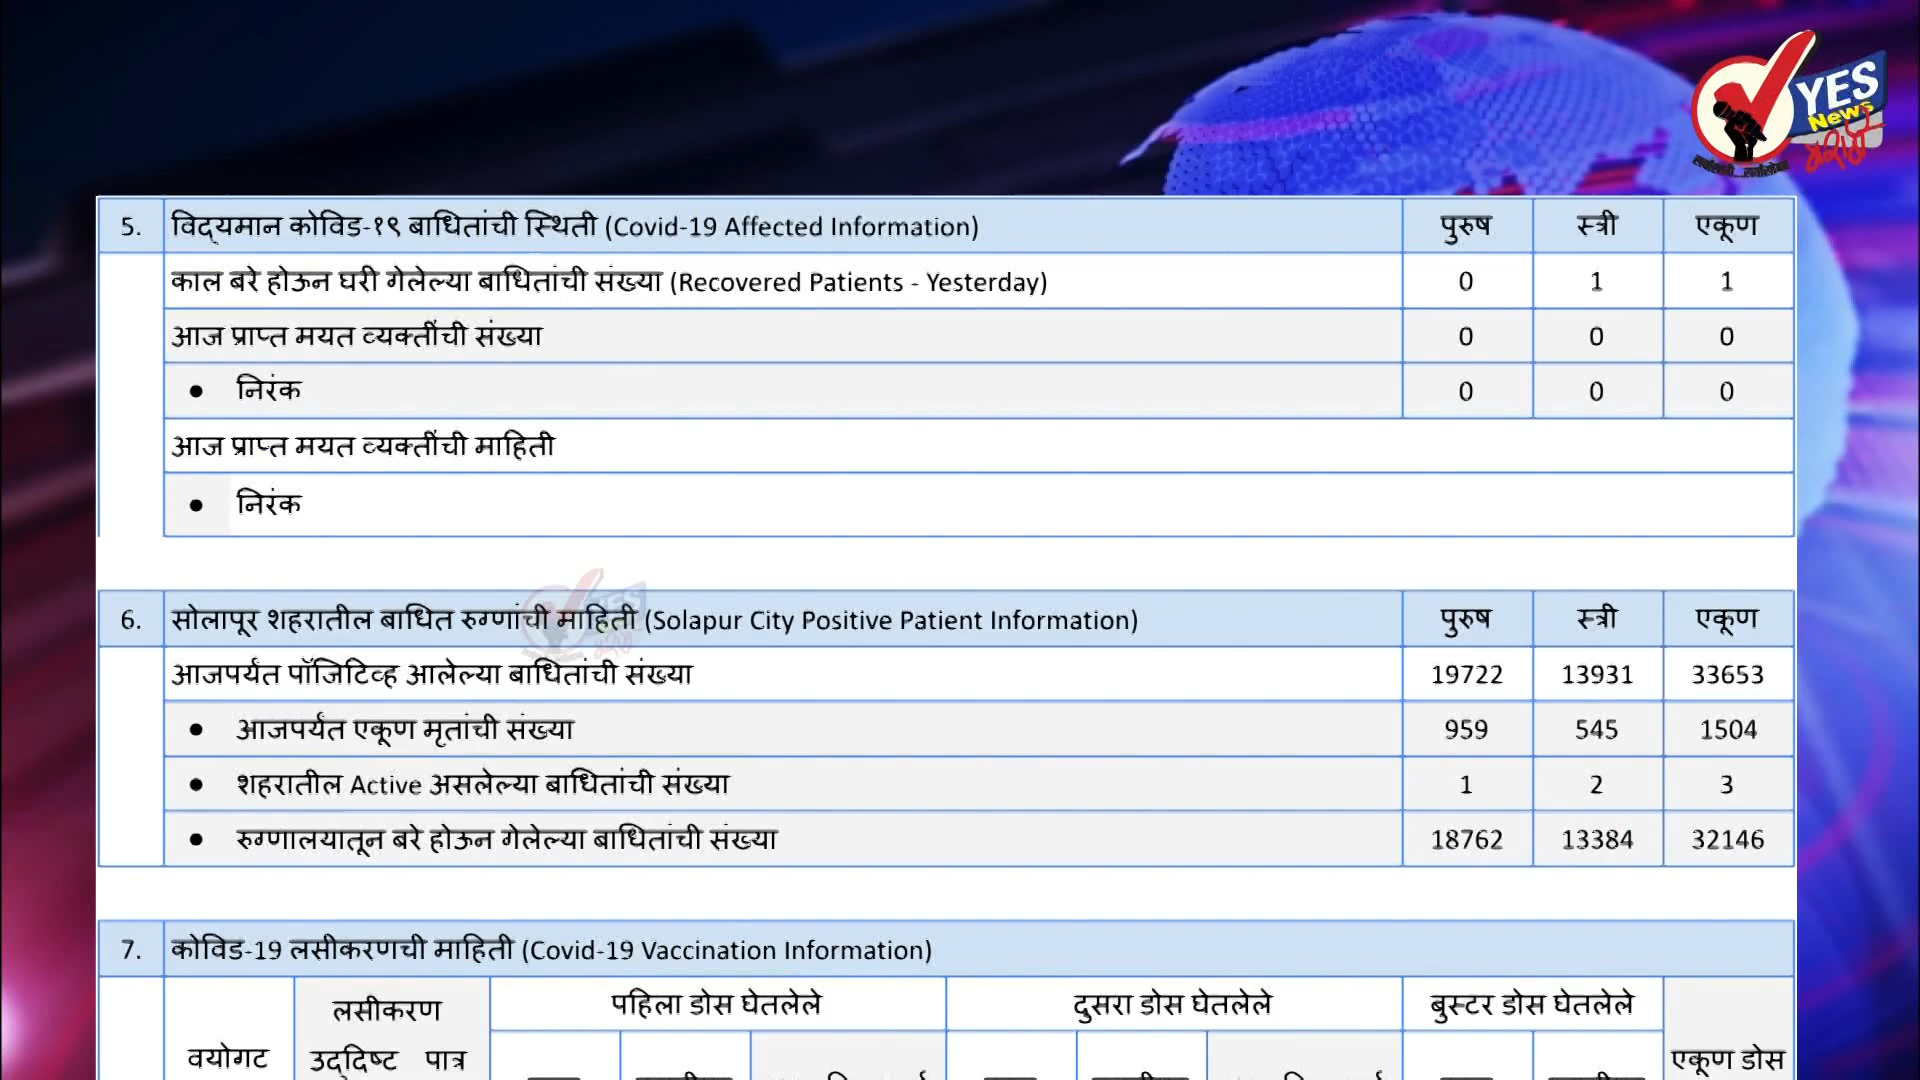 YES
News
मराठी
5. विद्यमान कोविड-१९ बाधितांची स्थिती (Covid-19 Affected Information) पुरुष स्त्री एकूण
काल बरे होऊन घरी गेलेल्या बाधितांची संख्या (Recovered Patients - Yesterday) 0 1 1
आज प्राप्त मयत व्यक्तींची संख्या 0 0 0
● निरंक 0 0 0
आज प्राप्त मयत व्यक्तींची माहिती
● निरंक
6. सोलापूर शहरातील बाधित रुग्णांची माहिती (Solapur City Positive Patient Information) पुरुष स्त्री एकूण
आजपर्यंत पॉजिटिव्ह आलेल्या बाधितांची संख्या 19722 13931 33653
● आजपर्यंत एकूण मृतांची संख्या 959 545 1504
● शहरातील Active असलेल्या बाधितांची संख्या 1 2 3
● रुग्णालयातून बरे होऊन गेलेल्या बाधितांची संख्या 18762 13384 32146
7. कोविड-19 लसीकरणची माहिती (Covid-19 Vaccination Information)
लसीकरण पहिला डोस घेतलेले दुसरा डोस घेतलेले बुस्टर डोस घेतलेले
वयोगट उद्दिष्ट पात्र एकूण डोस